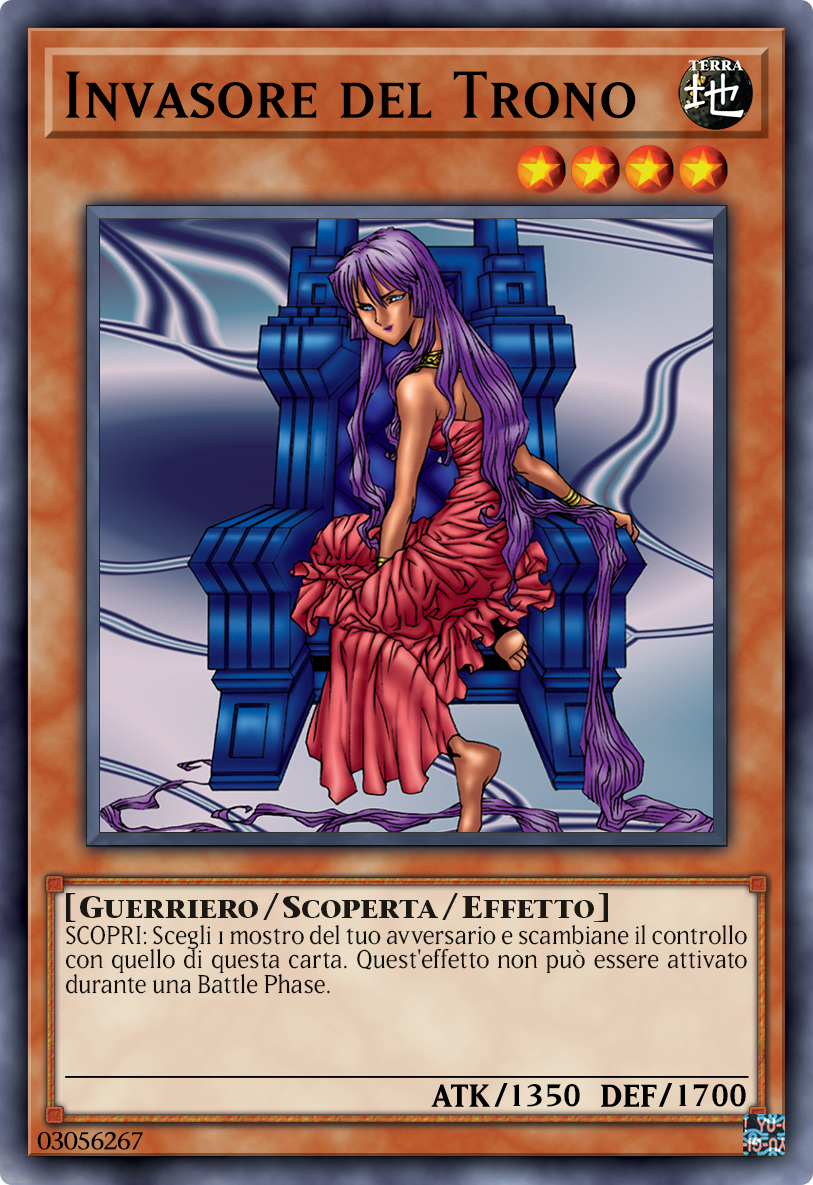 Invasore del Trono
TERRA
地
[Guerriero/Scoperta/Effetto]
SCOPRI: Scegli 1 mostro del tuo avversario e scambiane il controllo
con quello di questa carta. Quest'effetto non può essere attivato
durante una Battle Phase.
ATK/1350 DEF/1700
03056267